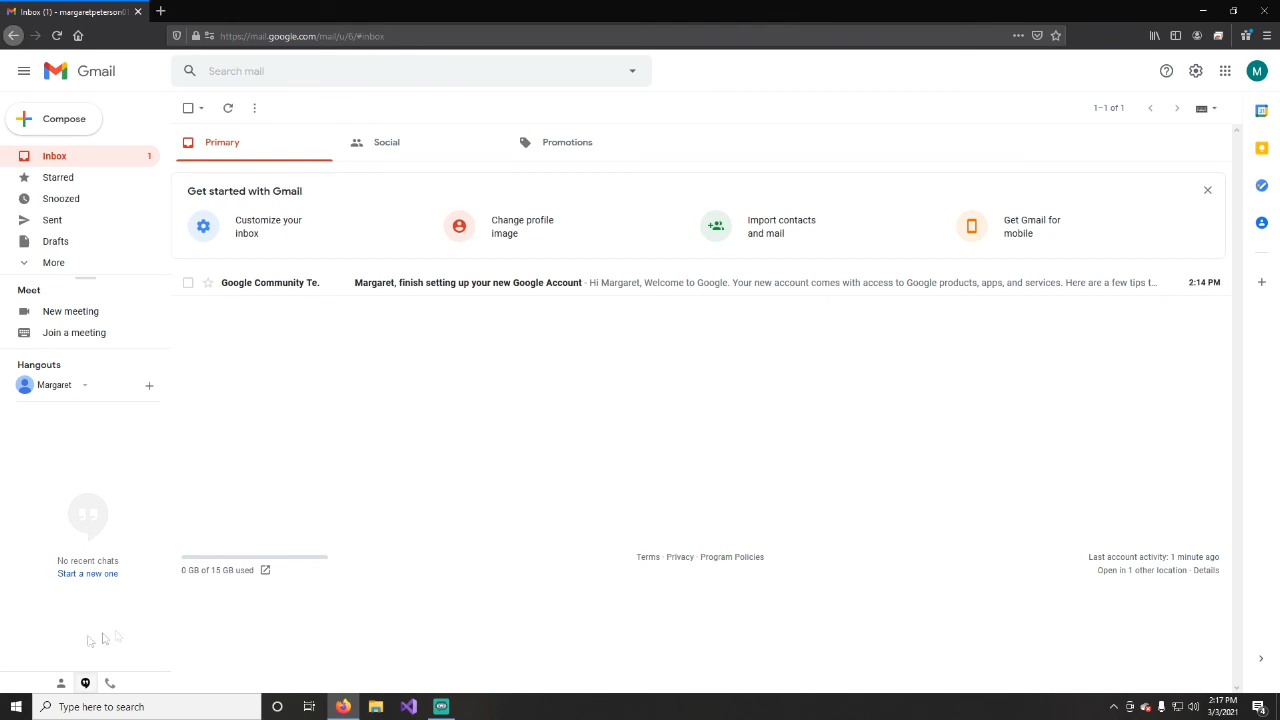 Inbox (1) - margaretpeterson01
https://mail.google.com/mail/u/6/#inbox
Gmail
Search mail
M
Compose
1–1 of 1
Primary
Social
Promotions
Inbox 1
Starred
Snoozed
Sent
Drafts
More
Get started with Gmail
Customize your
inbox
Change profile
image
Import contacts
and mail
Get Gmail for
mobile
Google Community Te. Margaret, finish setting up your new Google Account - Hi Margaret, Welcome to Google. Your new account comes with access to Google products, apps, and services. Here are a few tips t… 2:14 PM
Meet
New meeting
Join a meeting
Hangouts
Margaret
No recent chats
Start a new one
0 GB of 15 GB used
Terms · Privacy · Program Policies
Last account activity: 1 minute ago
Open in 1 other location · Details
Type here to search
2:17 PM
3/3/2021